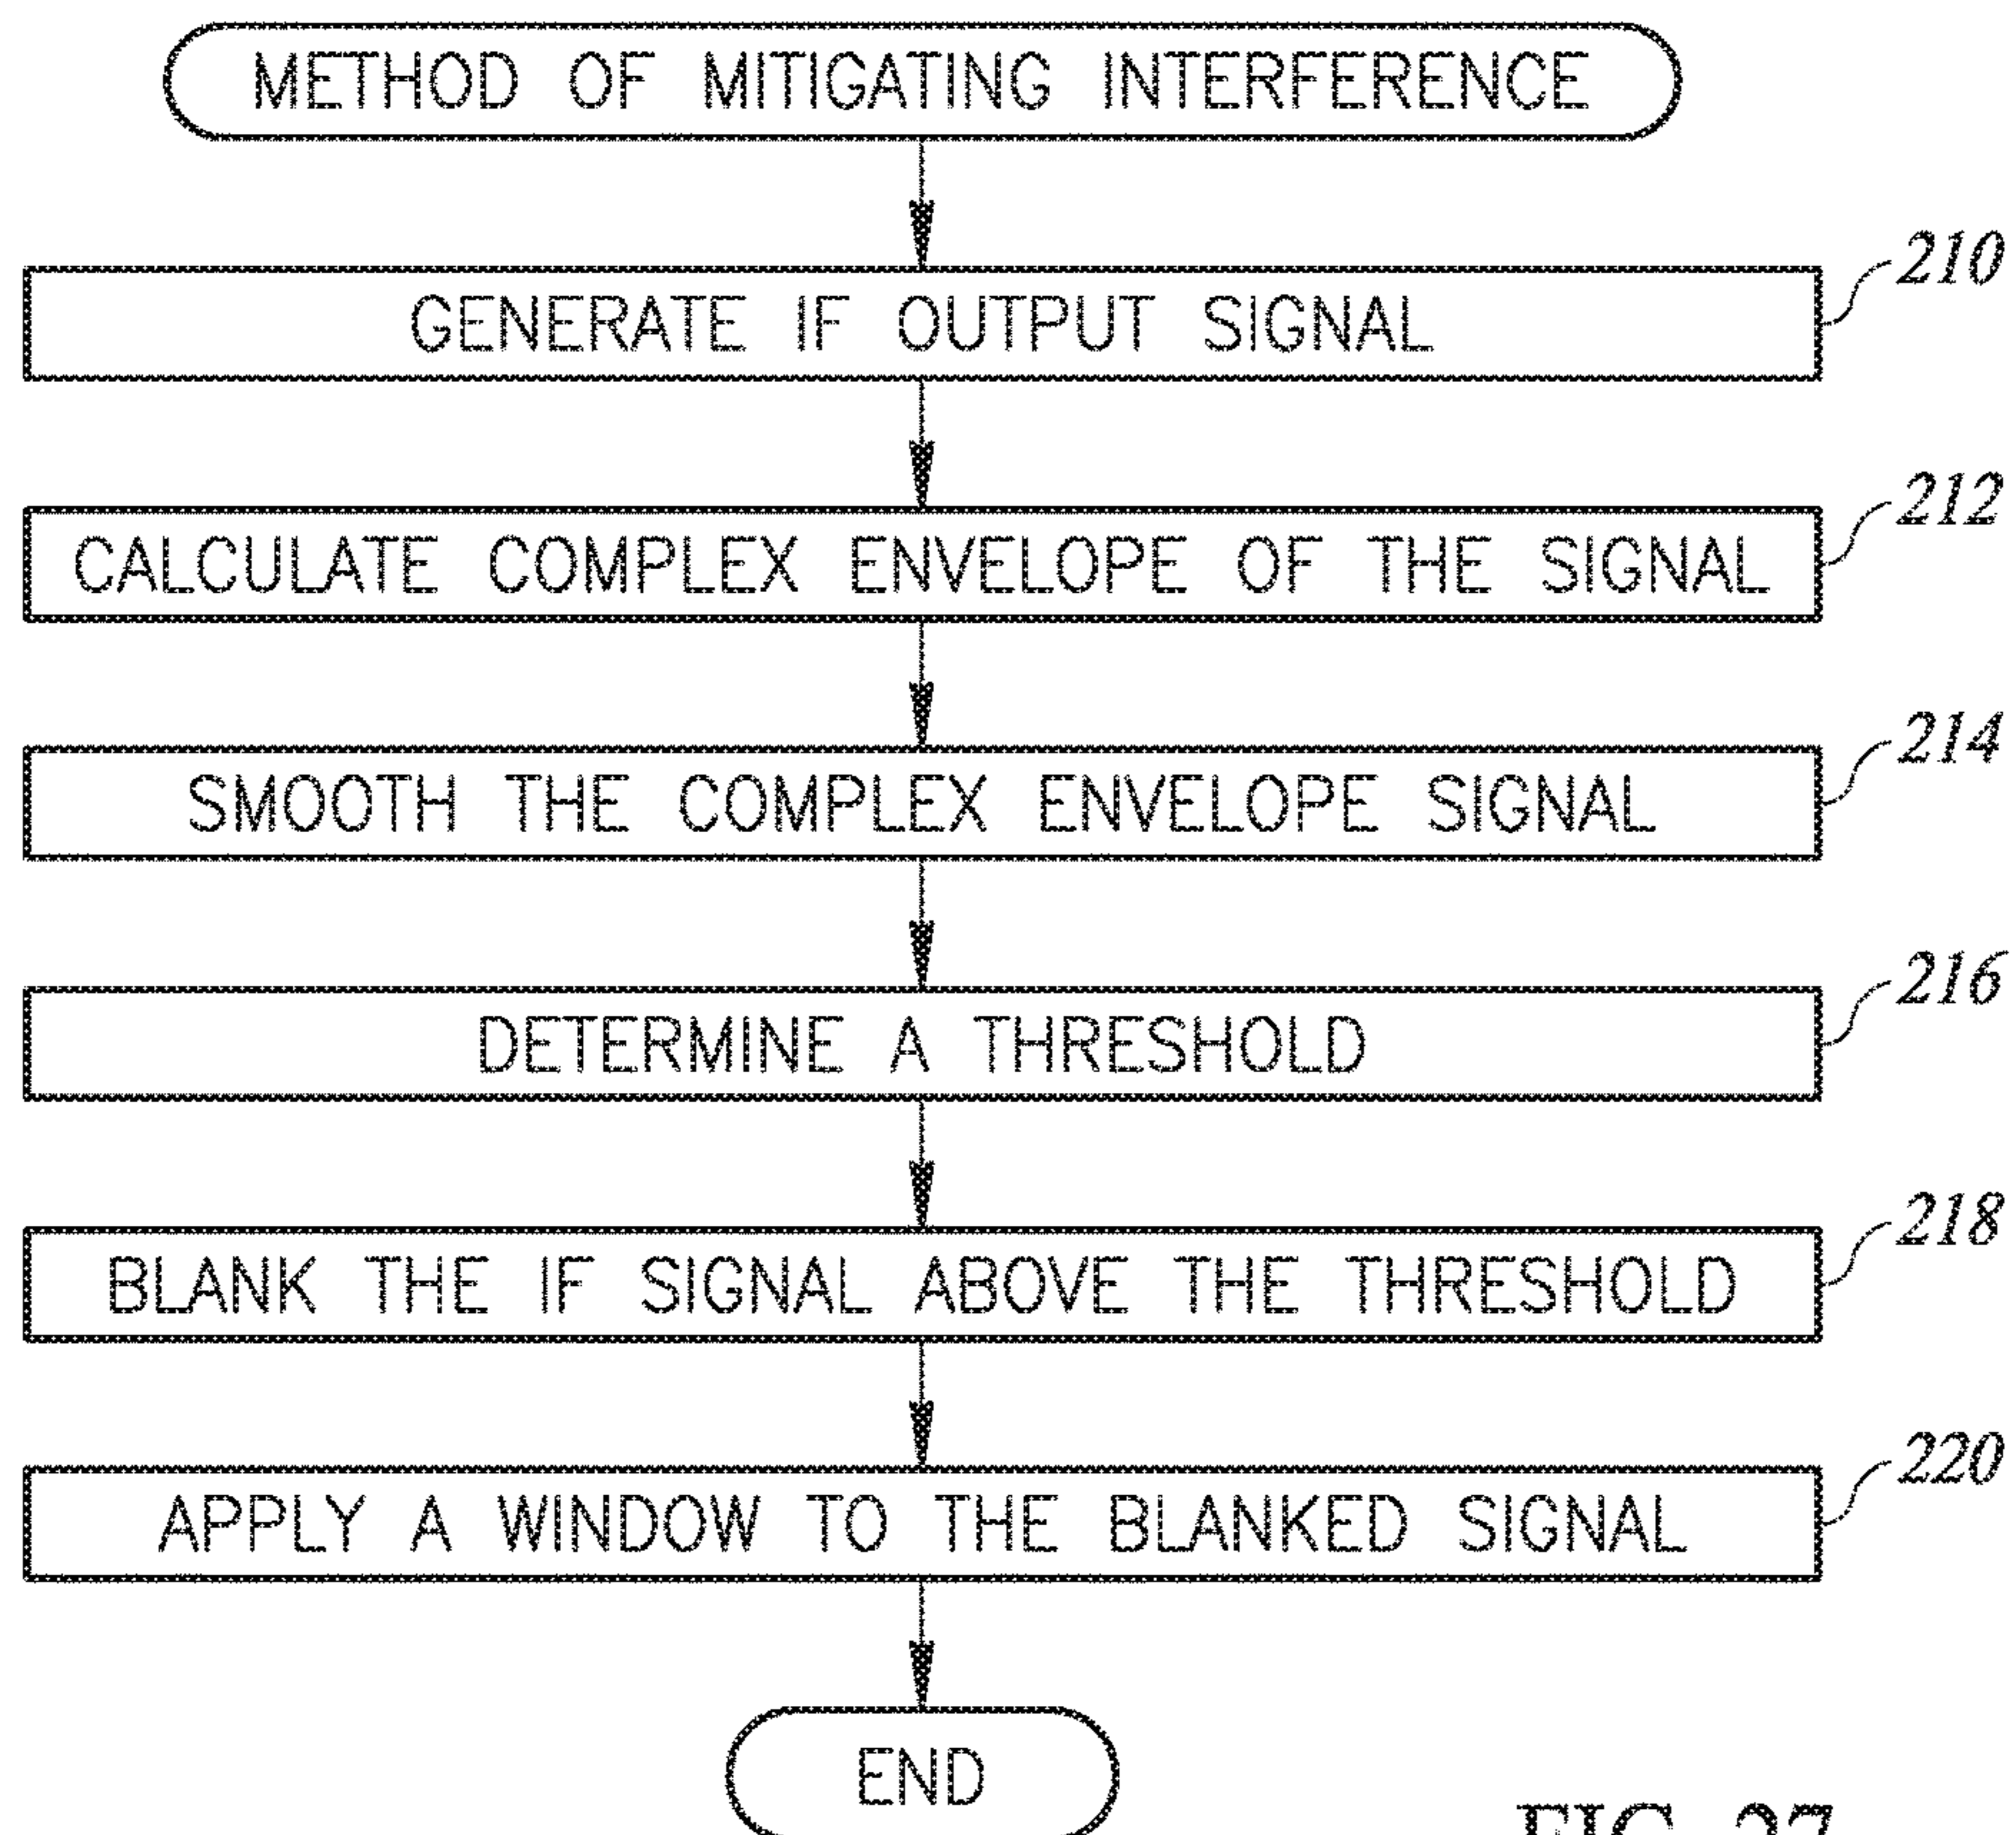 METHOD OF MITIGATING INTERFERENCE
210
GENERATE IF OUTPUT SIGNAL
212
CALCULATE COMPLEX ENVELOPE OF THE SIGNAL
214
SMOOTH THE COMPLEX ENVELOPE SIGNAL
216
DETERMINE A THRESHOLD
218
BLANK THE IF SIGNAL ABOVE THE THRESHOLD
220
APPLY A WINDOW TO THE BLANKED SIGNAL
END
FIG. 27